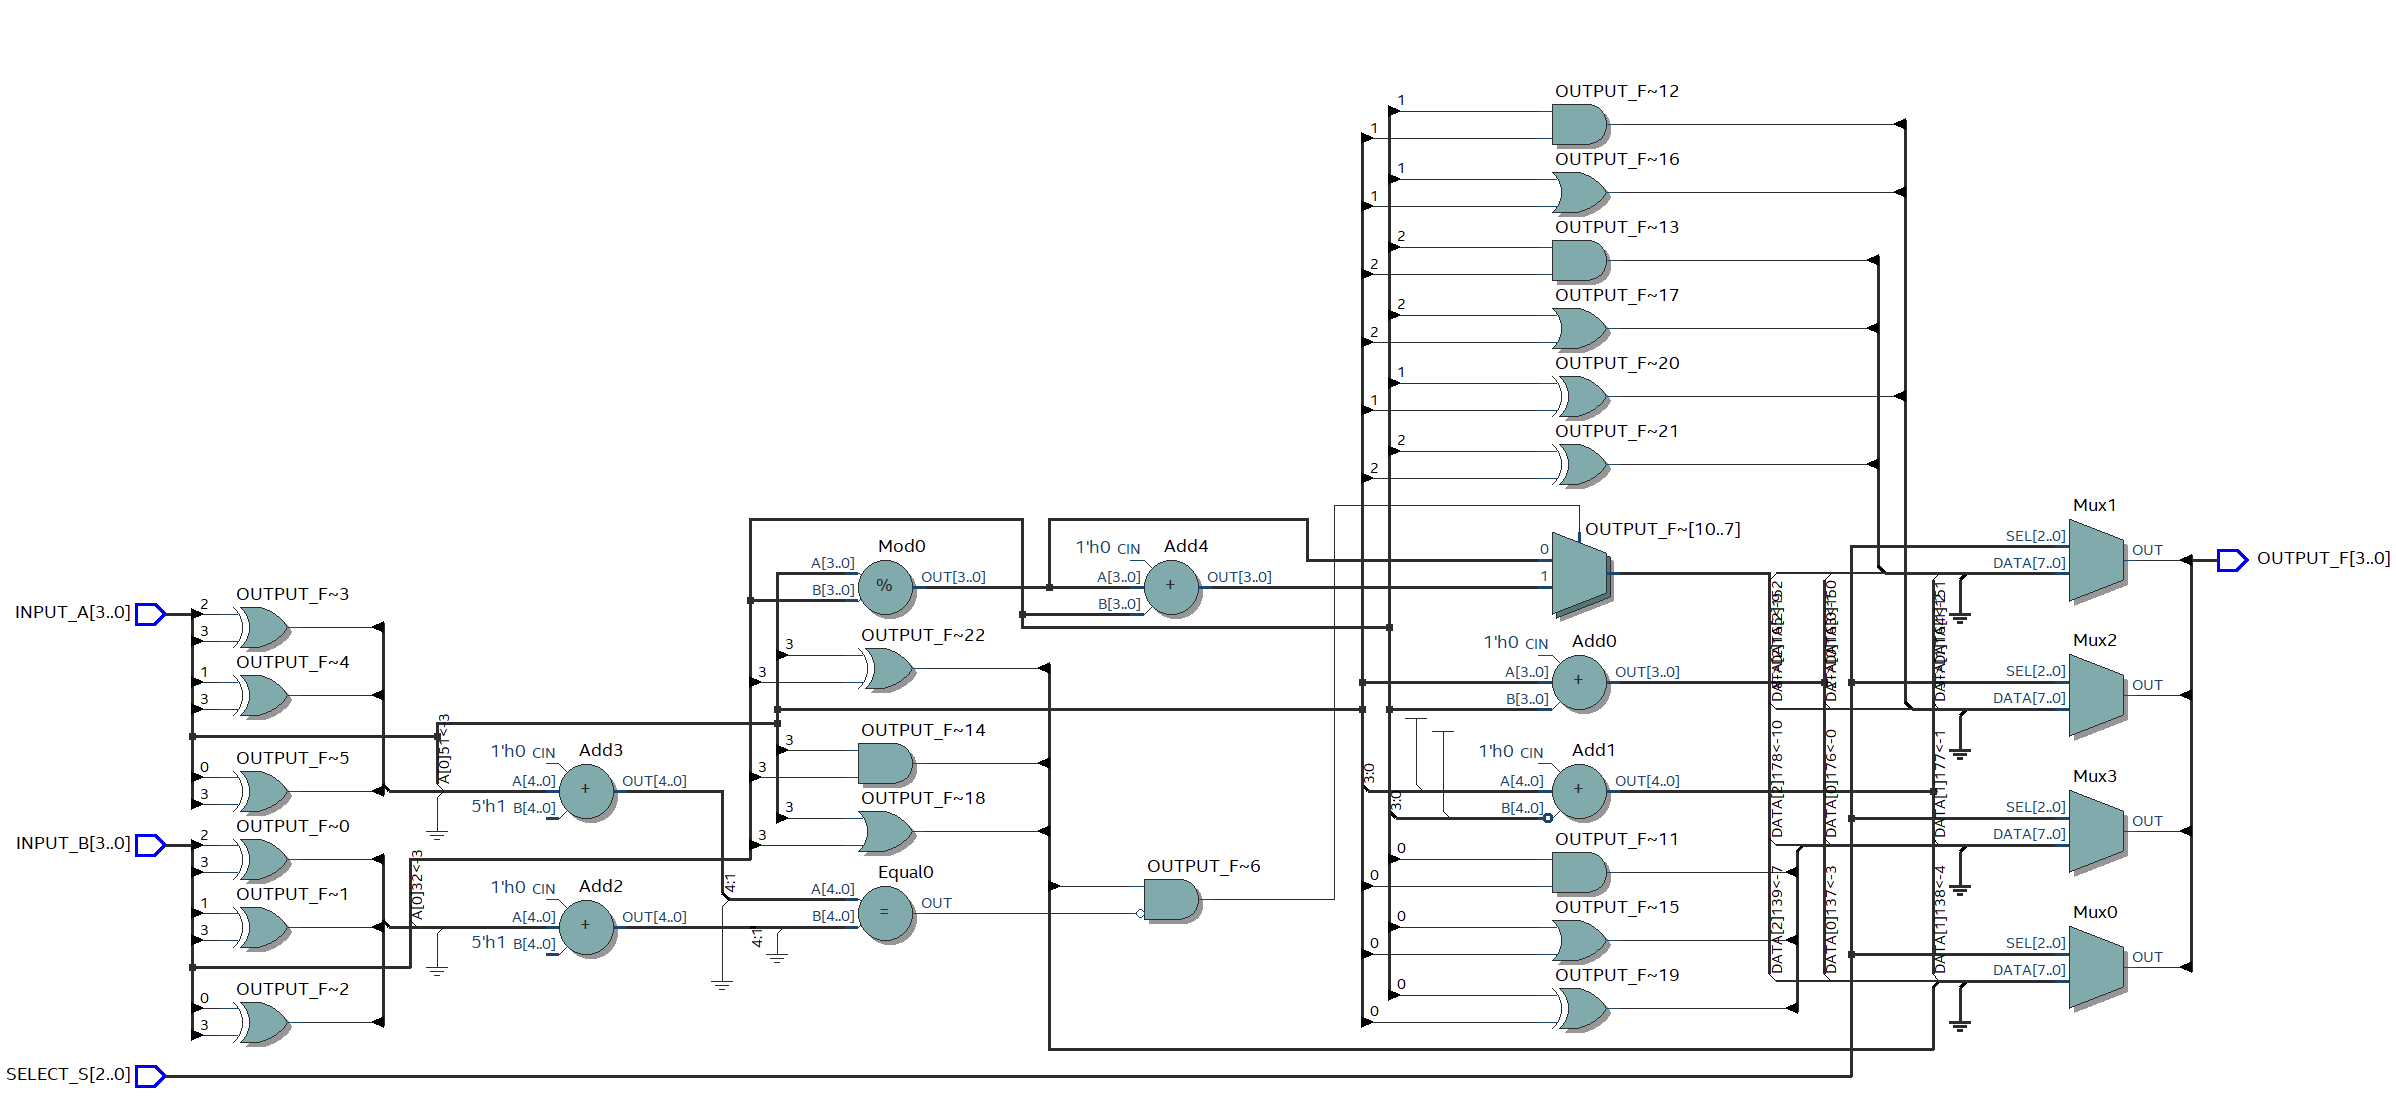 OUTPUT_F~12
1
1
OUTPUT_F~16
1
1
OUTPUT_F~13
2
2
OUTPUT_F~17
2
2
OUTPUT_F~20
1
1
OUTPUT_F~21
2
2
OUTPUT_F~[10..7]
0
1
Mux1
SEL[2..0]
DATA[7..0]
OUT
OUTPUT_F[3..0]
Mod0
A[3..0]
B[3..0]
%
OUT[3..0]
Add4
1'h0 CIN
A[3..0]
B[3..0]
+
OUT[3..0]
INPUT_A[3..0]
OUTPUT_F~3
2
3
OUTPUT_F~4
1
3
OUTPUT_F~5
0
3
INPUT_B[3..0]
OUTPUT_F~0
2
3
OUTPUT_F~1
1
3
OUTPUT_F~2
0
3
SELECT_S[2..0]
A[0]51<-3
A[0]32<-3
Add3
1'h0 CIN
A[4..0]
5'h1 B[4..0]
+
OUT[4..0]
Add2
1'h0 CIN
A[4..0]
5'h1 B[4..0]
+
OUT[4..0]
4:1
4:1
OUTPUT_F~22
3
3
OUTPUT_F~14
3
3
OUTPUT_F~18
3
3
Equal0
A[4..0]
B[4..0]
=
OUT
OUTPUT_F~6
Add0
1'h0 CIN
A[3..0]
B[3..0]
+
OUT[3..0]
Add1
1'h0 CIN
A[4..0]
B[4..0]
+
OUT[4..0]
3:0
3:0
OUTPUT_F~11
0
0
OUTPUT_F~15
0
0
OUTPUT_F~19
0
0
DATA[2]178<-10
DATA[0]176<-0
DATA[1]177<-1
DATA[2]139<-7
DATA[0]137<-3
DATA[1]138<-4
Mux2
SEL[2..0]
DATA[7..0]
OUT
Mux3
SEL[2..0]
DATA[7..0]
OUT
Mux0
SEL[2..0]
DATA[7..0]
OUT